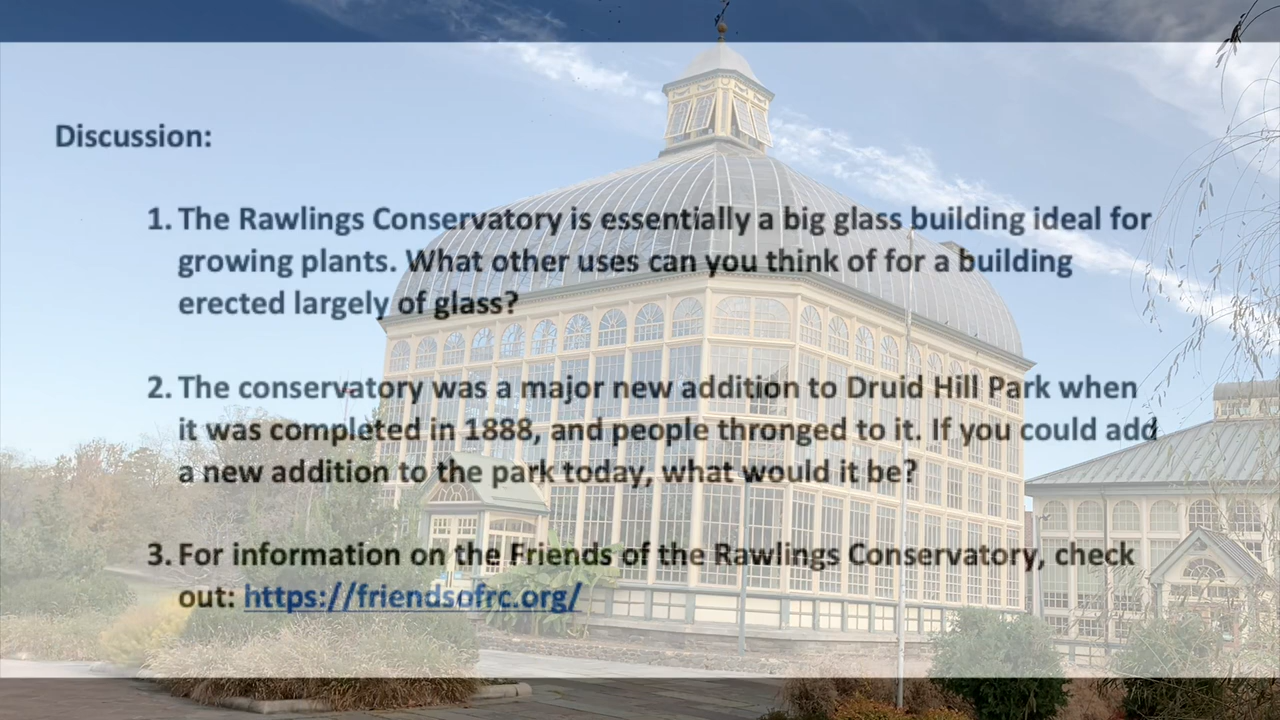 Discussion:
1. The Rawlings Conservatory is essentially a big glass building ideal for
growing plants. What other uses can you think of for a building
erected largely of glass?
2. The conservatory was a major new addition to Druid Hill Park when
it was completed in 1888, and people thronged to it. If you could add
a new addition to the park today, what would it be?
3. For information on the Friends of the Rawlings Conservatory, check
out: https://friendsofrc.org/